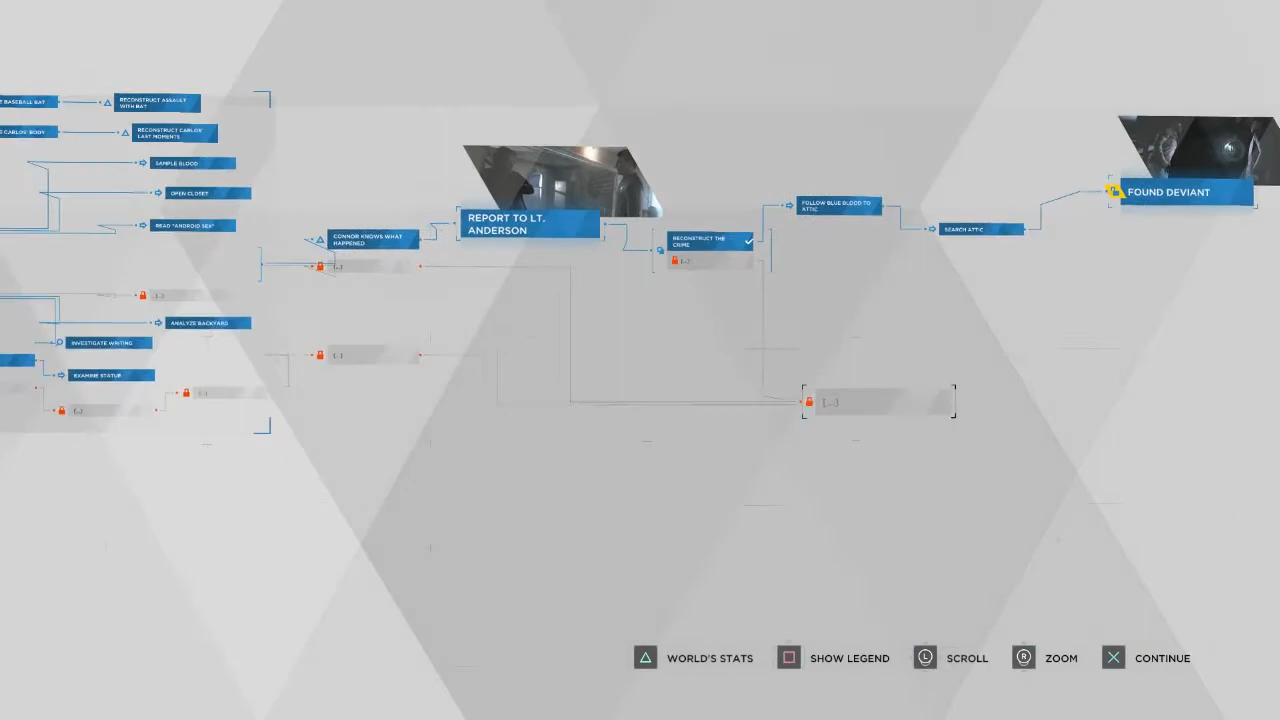 E BASEBALL BAT
RECONSTRUCT ASSAULT
WITH BAT
E CARLOS' BODY
RECONSTRUCT CARLOS'
LAST MOMENTS
SAMPLE BLOOD
OPEN CLOSET
READ "ANDROID SEX"
[...]
ANALYZE BACKYARD
INVESTIGATE WRITING
EXAMINE STATUE
[...]
[...]
CONNOR KNOWS WHAT
HAPPENED
[...]
[...]
REPORT TO LT.
ANDERSON
RECONSTRUCT THE
CRIME
[...]
FOLLOW BLUE BLOOD TO
ATTIC
SEARCH ATTIC
FOUND DEVIANT
[...]
WORLD'S STATS
SHOW LEGEND
L
SCROLL
R
ZOOM
CONTINUE